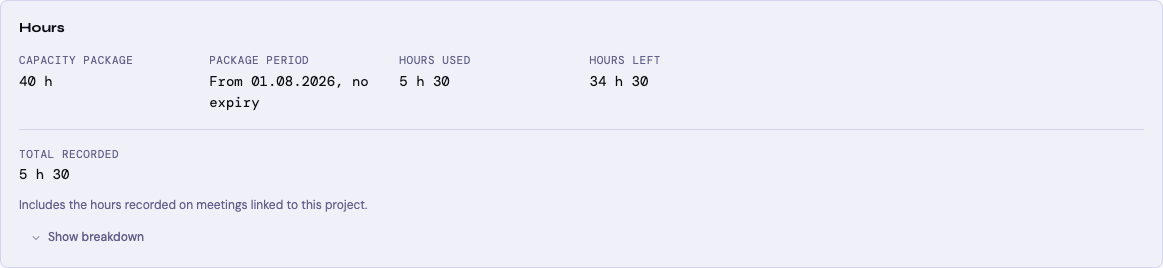 Hours
CAPACITY PACKAGE
40 h
PACKAGE PERIOD
From 01.08.2026, no
expiry
HOURS USED
5 h 30
HOURS LEFT
34 h 30
TOTAL RECORDED
5 h 30
Includes the hours recorded on meetings linked to this project.
Show breakdown